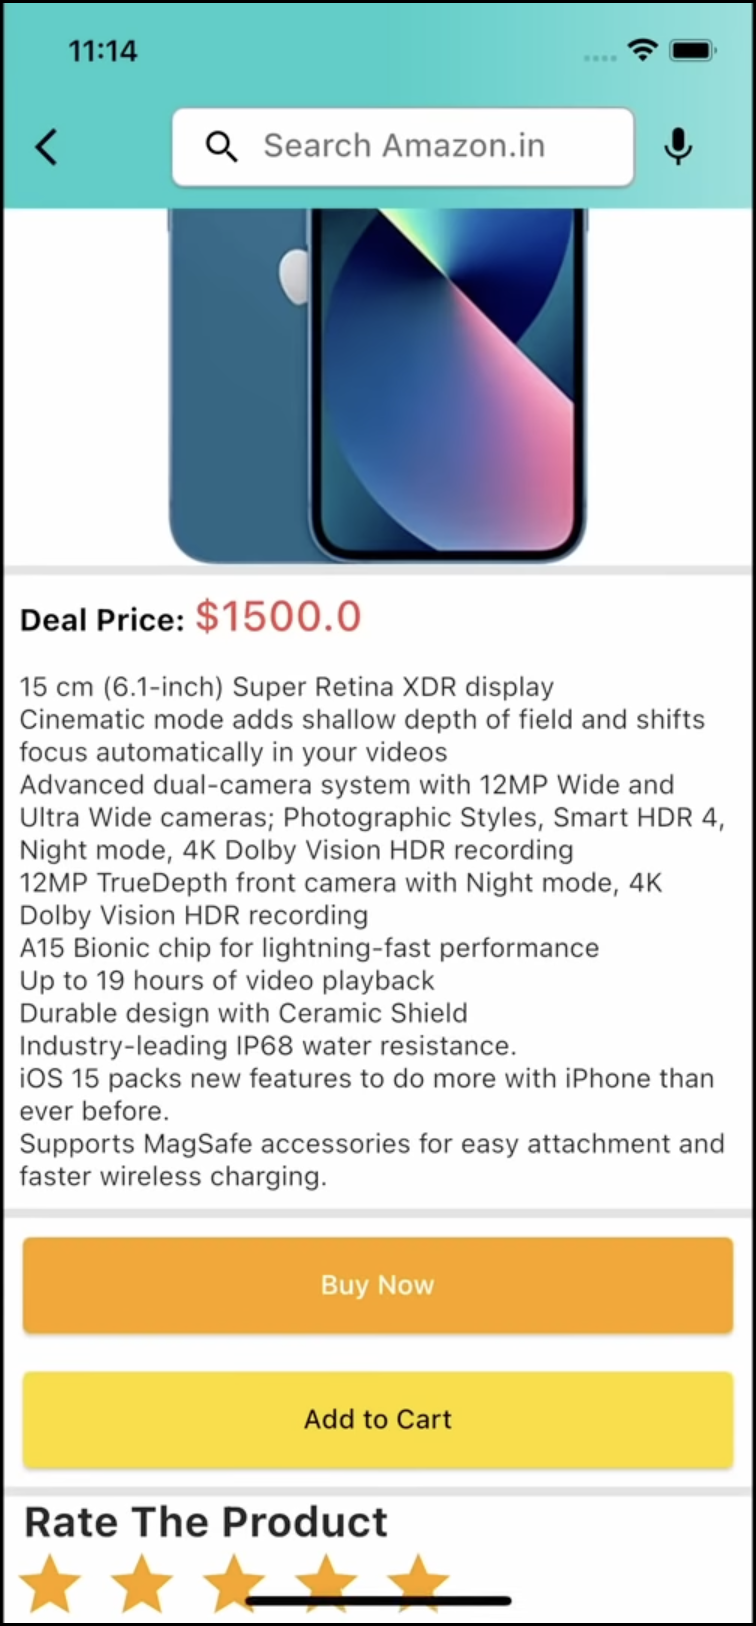 11:14
Search Amazon.in
Deal Price: $1500.0
15 cm (6.1-inch) Super Retina XDR display
Cinematic mode adds shallow depth of field and shifts
focus automatically in your videos
Advanced dual-camera system with 12MP Wide and
Ultra Wide cameras; Photographic Styles, Smart HDR 4,
Night mode, 4K Dolby Vision HDR recording
12MP TrueDepth front camera with Night mode, 4K
Dolby Vision HDR recording
A15 Bionic chip for lightning-fast performance
Up to 19 hours of video playback
Durable design with Ceramic Shield
Industry-leading IP68 water resistance.
iOS 15 packs new features to do more with iPhone than
ever before.
Supports MagSafe accessories for easy attachment and
faster wireless charging.
Buy Now
Add to Cart
Rate The Product